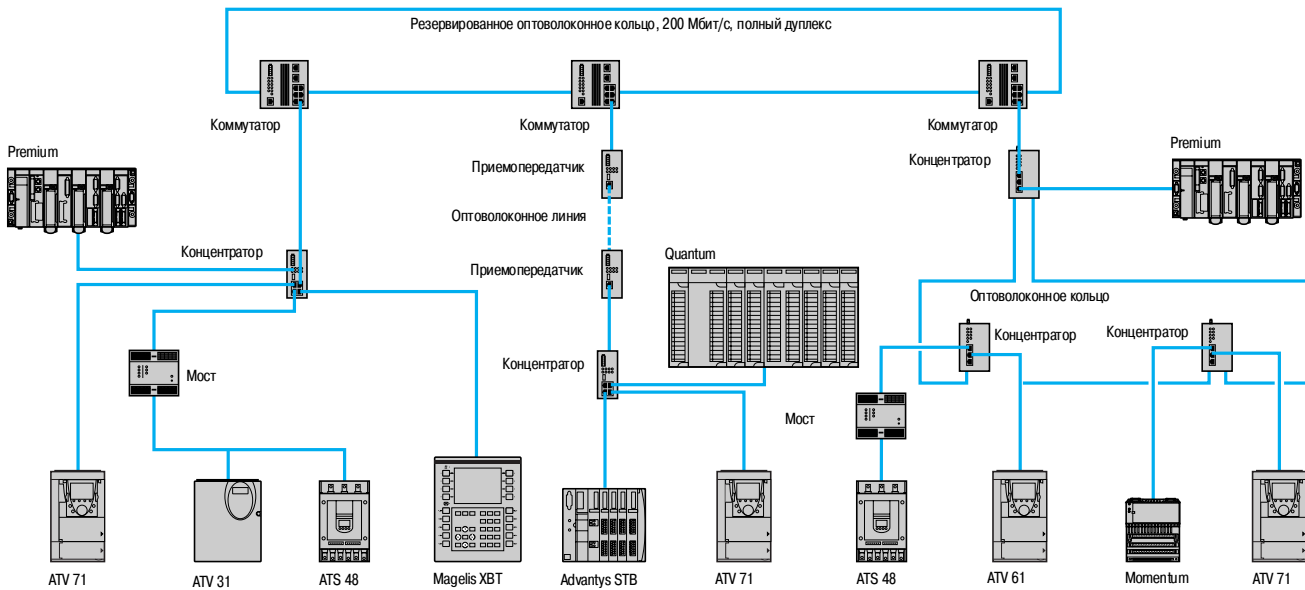 Резервированное оптоволоконное кольцо, 200 Мбит/с, полный дуплекс
Коммутатор
Коммутатор
Коммутатор
Premium
Приемопередатчик
Концентратор
Premium
Оптоволоконное линия
Концентратор
Приемопередатчик
Quantum
Оптоволоконное кольцо
Концентратор
Концентратор
Концентратор
Мост
Мост
ATV 71
ATV 31
ATS 48
Magelis XBT
Advantys STB
ATV 71
ATS 48
ATV 61
Momentum
ATV 71